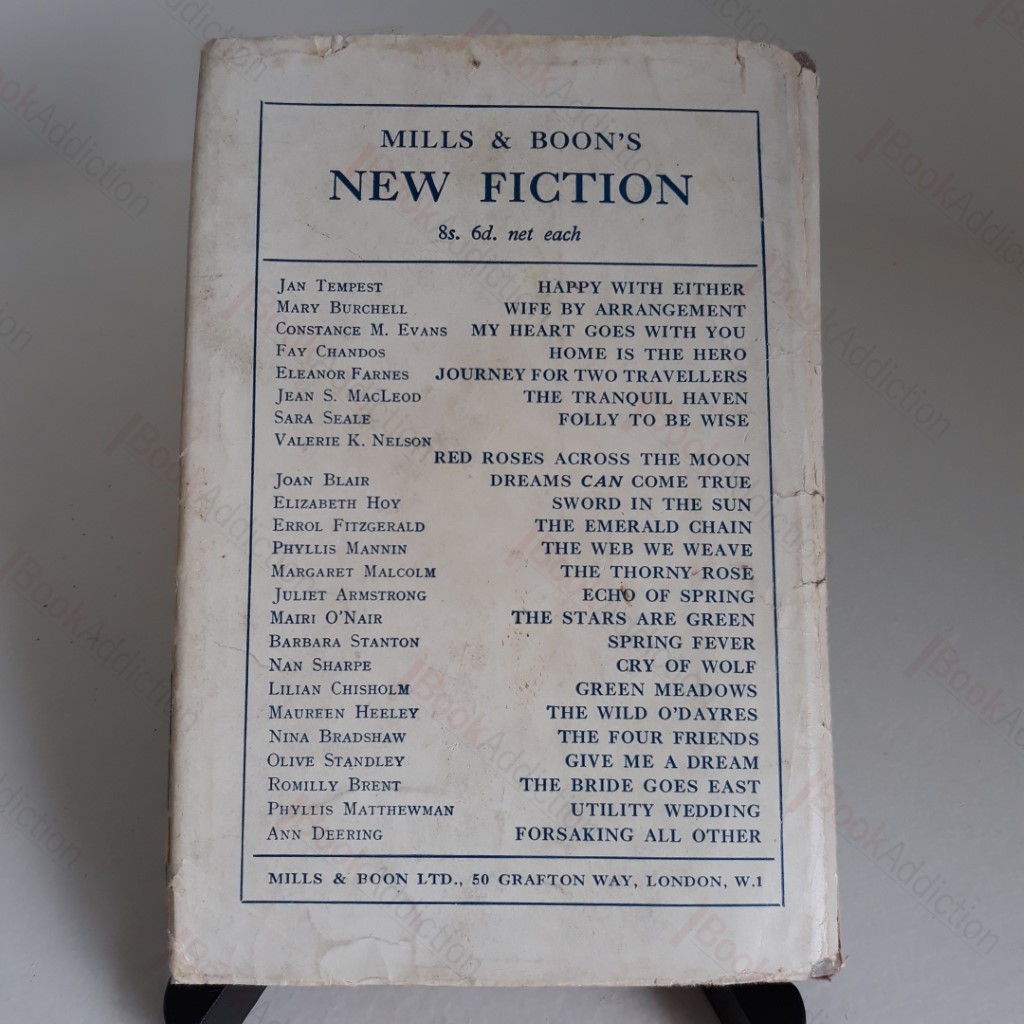 MILLS & BOON'S
NEW FICTION
8s. 6d. net each
JAN TEMPEST HAPPY WITH EITHER
MARY BURCHELL WIFE BY ARRANGEMENT
CONSTANCE M. EVANS MY HEART GOES WITH YOU
FAY CHANDOS HOME IS THE HERO
ELEANOR FARNES JOURNEY FOR TWO TRAVELLERS
JEAN S. MACLEOD THE TRANQUIL HAVEN
SARA SEALE FOLLY TO BE WISE
VALERIE K. NELSON
RED ROSES ACROSS THE MOON
JOAN BLAIR DREAMS CAN COME TRUE
ELIZABETH HOY SWORD IN THE SUN
ERROL FITZGERALD THE EMERALD CHAIN
PHYLLIS MANNIN THE WEB WE WEAVE
MARGARET MALCOLM THE THORNY ROSE
JULIET ARMSTRONG ECHO OF SPRING
MAIRI O'NAIR THE STARS ARE GREEN
BARBARA STANTON SPRING FEVER
NAN SHARPE CRY OF WOLF
LILIAN CHISHOLM GREEN MEADOWS
MAUREEN HEELEY THE WILD O'DAYRES
NINA BRADSHAW THE FOUR FRIENDS
OLIVE STANDLEY GIVE ME A DREAM
ROMILLY BRENT THE BRIDE GOES EAST
PHYLLIS MATTHEWMAN UTILITY WEDDING
ANN DEERING FORSAKING ALL OTHER
MILLS & BOON LTD., 50 GRAFTON WAY, LONDON, W.1
BookAddiction